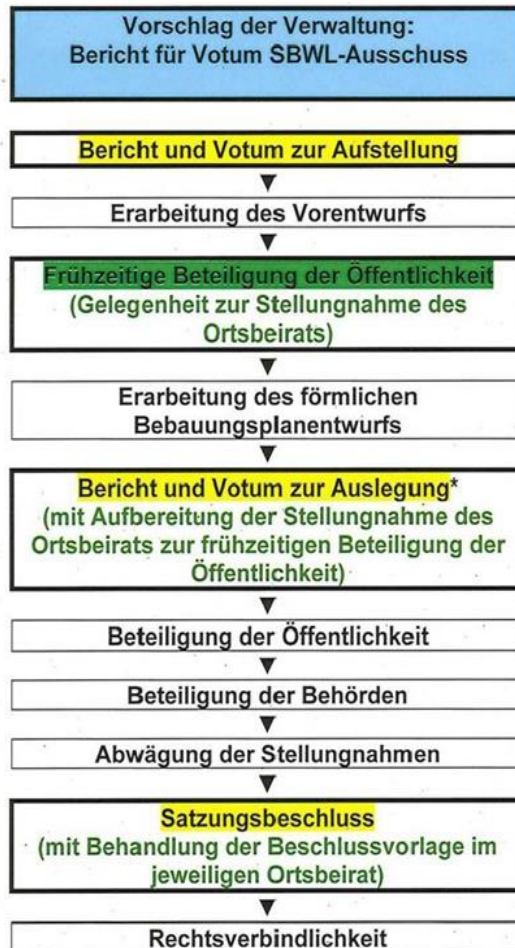 Vorschlag der Verwaltung:
Bericht für Votum SBWL-Ausschuss
Bericht und Votum zur Aufstellung
Erarbeitung des Vorentwurfs
Frühzeitige Beteiligung der Öffentlichkeit
(Gelegenheit zur Stellungnahme des
Ortsbeirats)
Erarbeitung des förmlichen
Bebauungsplanentwurfs
Bericht und Votum zur Auslegung*
(mit Aufbereitung der Stellungnahme des
Ortsbeirats zur frühzeitigen Beteiligung der
Öffentlichkeit)
Beteiligung der Öffentlichkeit
Beteiligung der Behörden
Abwägung der Stellungnahmen
Satzungsbeschluss
(mit Behandlung der Beschlussvorlage im
jeweiligen Ortsbeirat)
Rechtsverbindlichkeit